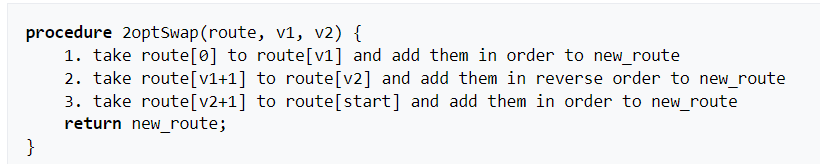 procedure 2optSwap(route, v1, v2) {
    1. take route[0] to route[v1] and add them in order to new_route
    2. take route[v1+1] to route[v2] and add them in reverse order to new_route
    3. take route[v2+1] to route[start] and add them in order to new_route
    return new_route;
}